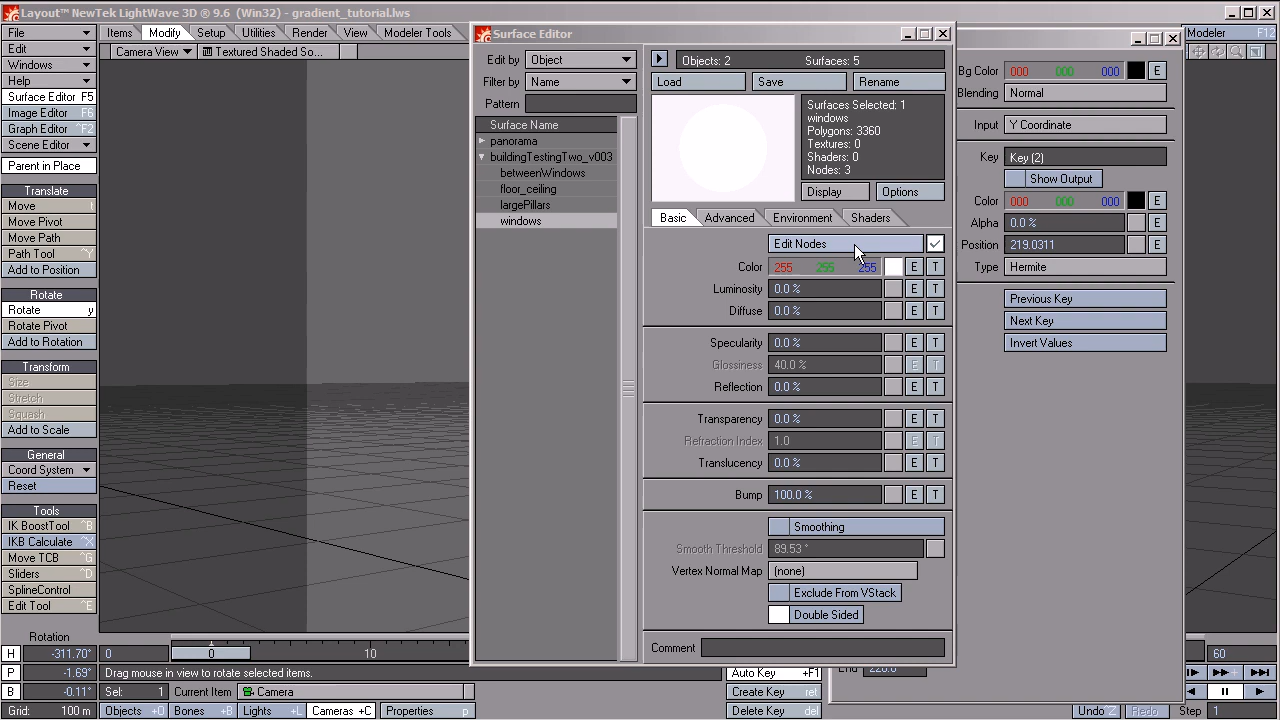 Layout™ NewTek LightWave 3D ® 9.6 (Win32) - gradient_tutorial.lws
Items Modify Setup Utilities Render View Modeler Tools
Modeler F12
File
Edit
Windows
Help
Surface Editor F5
Image Editor F6
Graph Editor ^F2
Scene Editor
Parent in Place
Translate
Move t
Move Pivot
Move Path
Path Tool ^Y
Add to Position
Rotate
Rotate y
Rotate Pivot
Add to Rotation
Transform
Size
Stretch
Squash
Add to Scale
General
Coord System
Reset
Tools
IK BoostTool ^B
IKB Calculate ^X
Move TCB ^G
Sliders ^D
SplineControl
Edit Tool ^E
Camera View
Textured Shaded So...
Surface Editor
Edit by Object
Filter by Name
Pattern
Surface Name
panorama
buildingTestingTwo_v003
betweenWindows
floor_ceiling
largePillars
windows
Objects: 2 Surfaces: 5
Load Save Rename
Surfaces Selected: 1
windows
Polygons: 3360
Textures: 0
Shaders: 0
Nodes: 3
Display Options
Basic Advanced Environment Shaders
Edit Nodes
Color 255 255 255 E T
Luminosity 0.0 % E T
Diffuse 0.0 % E T
Specularity 0.0 % E T
Glossiness 40.0 % E T
Reflection 0.0 % E T
Transparency 0.0 % E T
Refraction Index 1.0 E T
Translucency 0.0 % E T
Bump 100.0 % E T
Smoothing
Smooth Threshold 89.53 °
Vertex Normal Map (none)
Exclude From VStack
Double Sided
Comment
Bg Color 000 000 000 E
Blending Normal
Input Y Coordinate
Key Key (2)
Show Output
Color 000 000 000 E
Alpha 0.0 % E
Position 219.0311 E
Type Hermite
Previous Key
Next Key
Invert Values
End 220.0
Rotation
H -311.70°
P -1.69°
B -0.11°
Grid: 100 m
0 0 10 60
Drag mouse in view to rotate selected items.
Sel: 1 Current Item Camera
Objects +O Bones +B Lights +L Cameras +C Properties p
Auto Key +F1
Create Key ret
Delete Key del
Undo ^Z Redo Z Step 1